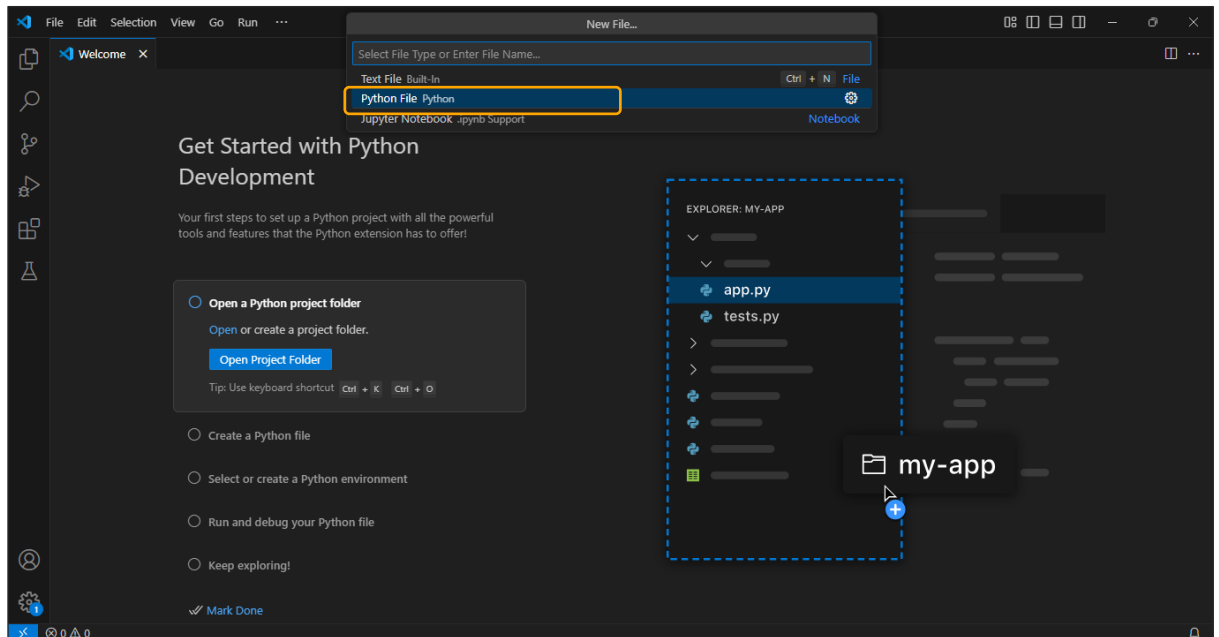 File Edit Selection View Go Run ···
New File...
Welcome
Select File Type or Enter File Name...
Text File Built-In Ctrl + N File
Python File Python
Jupyter Notebook .ipynb Support Notebook
Get Started with Python
Development
Your first steps to set up a Python project with all the powerful
tools and features that the Python extension has to offer!
Open a Python project folder
Open or create a project folder.
Open Project Folder
Tip: Use keyboard shortcut Ctrl + K Ctrl + O
Create a Python file
Select or create a Python environment
Run and debug your Python file
Keep exploring!
Mark Done
EXPLORER: MY-APP
app.py
tests.py
my-app
1
0 0